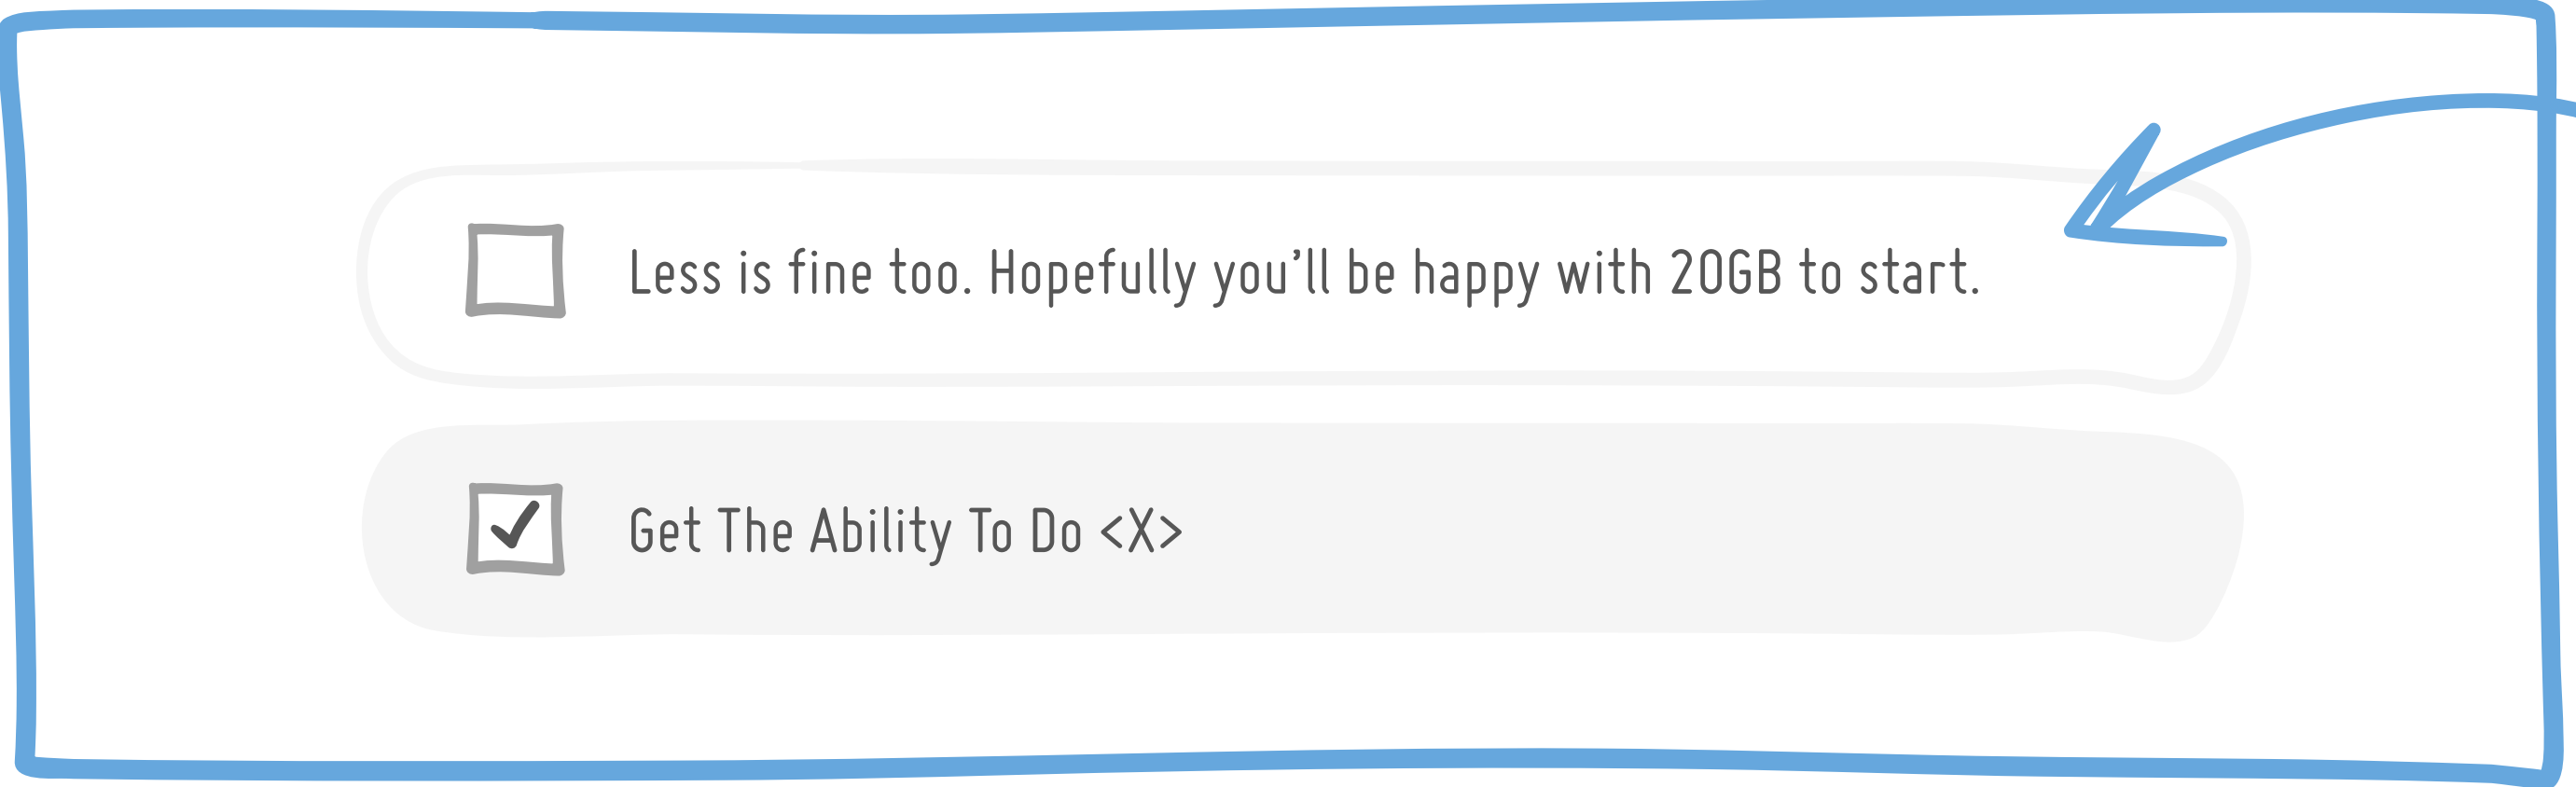 Less is fine too. Hopefully you’ll be happy with 20GB to start.
Get The Ability To Do <X>